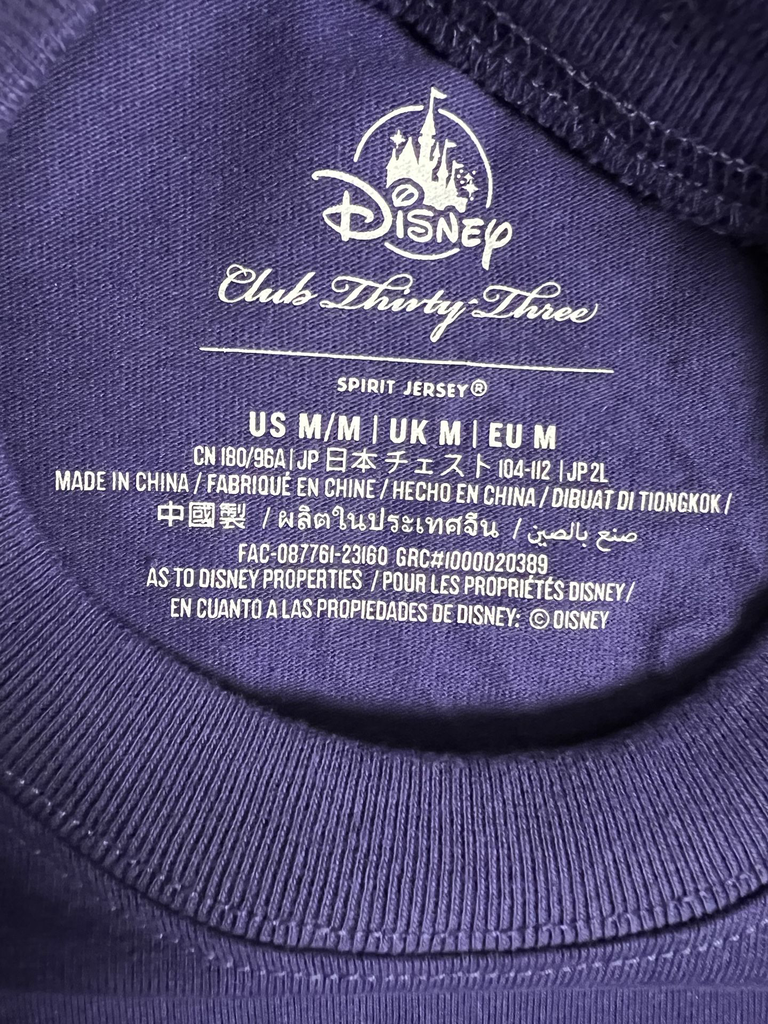 Disney
Club Thirty-Three
SPIRIT JERSEY®
US M/M | UK M | EU M
CN 180/96A | JP 日本 チェスト 104-112 | JP 2L
MADE IN CHINA / FABRIQUÉ EN CHINE / HECHO EN CHINA / DIBUAT DI TIONGKOK /
中國製 / ผลิตในประเทศจีน / صنع بالصين
FAC-087761-23160 GRC#1000020389
AS TO DISNEY PROPERTIES / POUR LES PROPRIÉTÉS DISNEY/
EN CUANTO A LAS PROPIEDADES DE DISNEY: © DISNEY